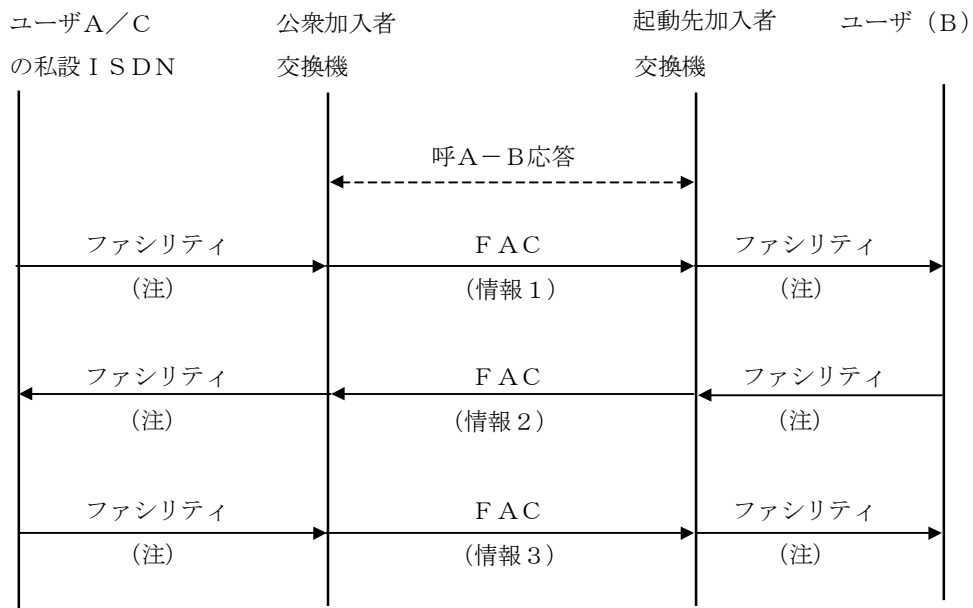 ユーザA/C
の私設ISDN
公衆加入者
交換機
起動先加入者
交換機
ユーザ(B)
呼A-B応答
ファシリティ
(注)
FAC
(情報1)
ファシリティ
(注)
ファシリティ
(注)
FAC
(情報2)
ファシリティ
(注)
ファシリティ
(注)
FAC
(情報3)
ファシリティ
(注)